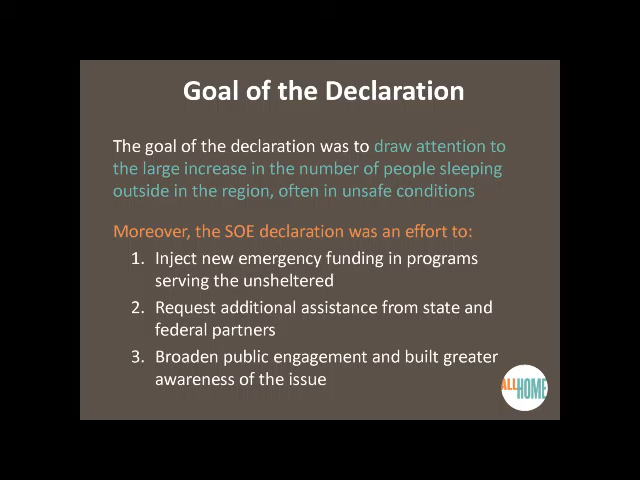 Goal of the Declaration
The goal of the declaration was to draw attention to
the large increase in the number of people sleeping
outside in the region, often in unsafe conditions
Moreover, the SOE declaration was an effort to:
1. Inject new emergency funding in programs
serving the unsheltered
2. Request additional assistance from state and
federal partners
3. Broaden public engagement and built greater
awareness of the issue
ALLHOME